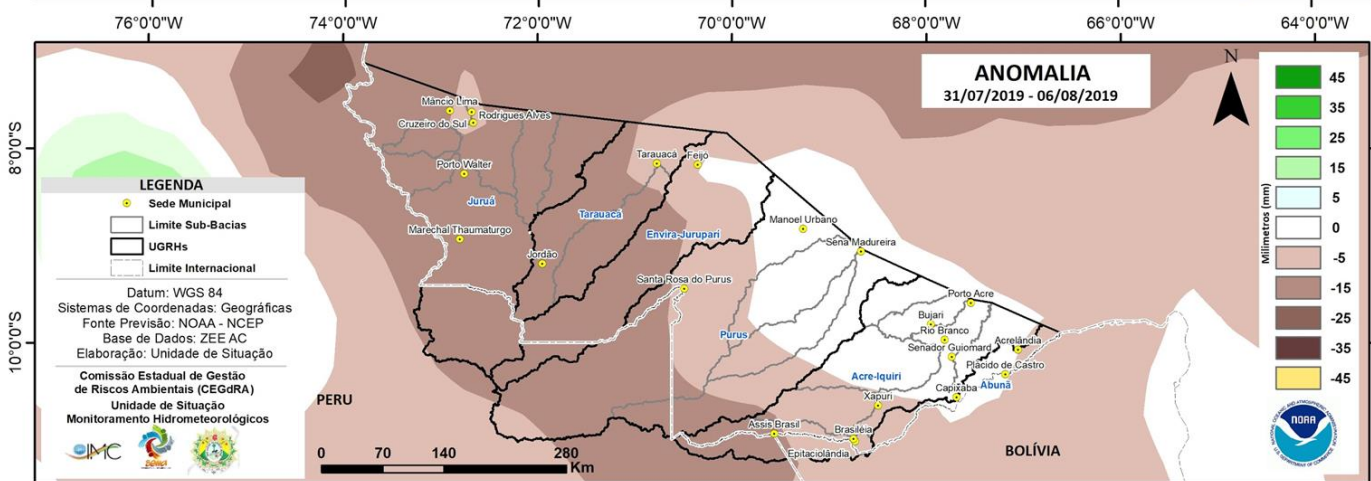 76°0'0"W
74°0'0"W
72°0'0"W
70°0'0"W
68°0'0"W
66°0'0"W
64°0'0"W
8°0'0"S
10°0'0"S
ANOMALIA
31/07/2019 - 06/08/2019
N
Milímetros (mm)
45
35
25
15
5
0
-5
-15
-25
-35
-45
Mâncio Lima
Rodrigues Alves
Cruzeiro do Sul
Porto Walter
Juruá
Marechal Thaumaturgo
Jordão
Tarauacá
Feijo
Tarauacá
Envira-Jurupari
Santa Rosa do Purus
Manoel Urbano
Sena Madureira
Purus
Porto Acre
Bujari
Rio Branco
Senador Guiomard
Acrelândia
Plácido de Castro
Acre-Iquiri
Abunã
Capixaba
Xapuri
Assis Brasil
Brasiléia
Epitaciolândia
PERU
BOLÍVIA
LEGENDA
Sede Municipal
Limite Sub-Bacias
UGRHs
Limite Internacional
Datum: WGS 84
Sistemas de Coordenadas: Geográficas
Fonte Previsão: NOAA - NCEP
Base de Dados: ZEE AC
Elaboração: Unidade de Situação
Comissão Estadual de Gestão
de Riscos Ambientais (CEGdRA)
Unidade de Situação
Monitoramento Hidrometeorológicos
IMC
0 70 140 280
Km
NOAA